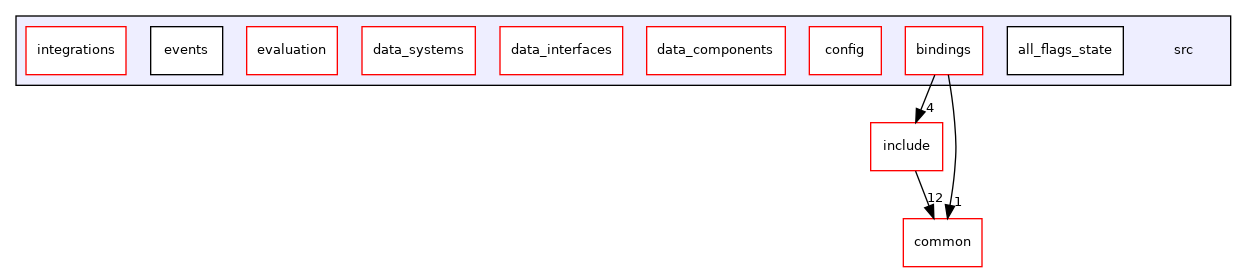 integrations
events
evaluation
data_systems
data_interfaces
data_components
config
bindings
all_flags_state
src
4
include
12
1
common